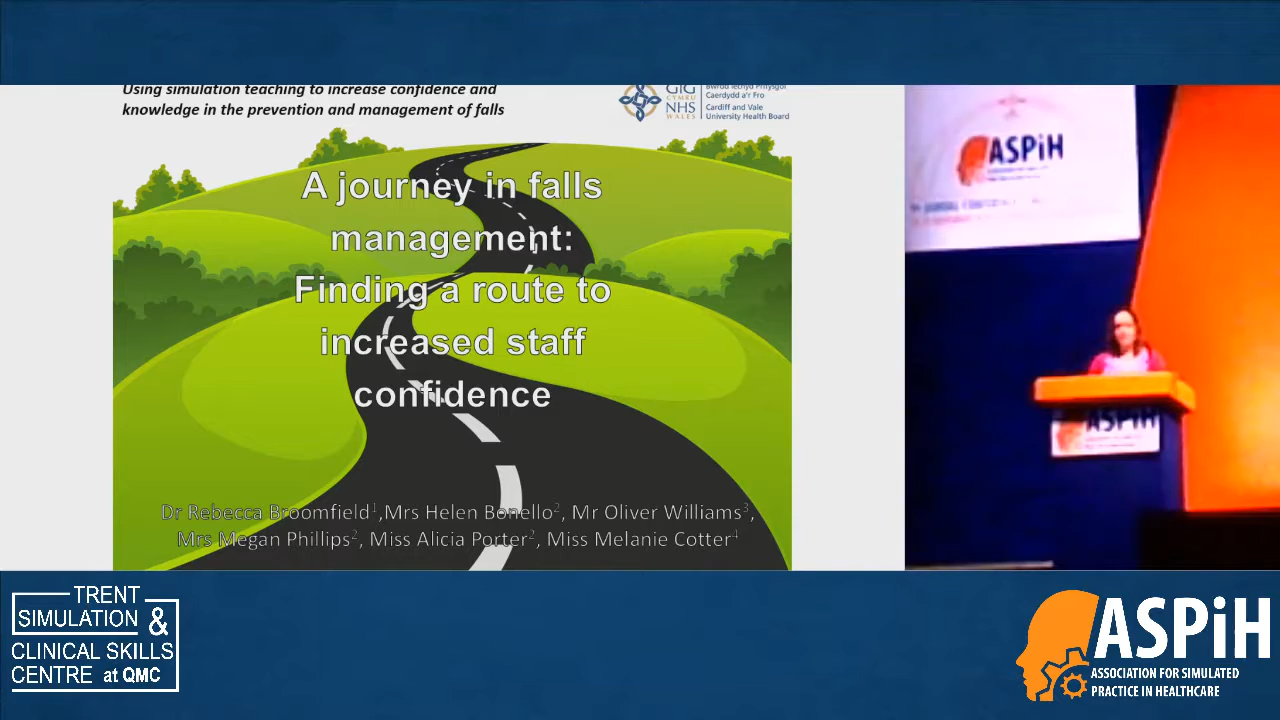 Using simulation teaching to increase confidence and
knowledge in the prevention and management of falls
GIG
CYMRU
NHS
WALES
Bwrdd Iechyd Prifysgol
Caerdydd a'r Fro
Cardiff and Vale
University Health Board
A journey in falls
management:
Finding a route to
increased staff
confidence
Dr Rebecca Broomfield1,Mrs Helen Bonello2, Mr Oliver Williams3,
Mrs Megan Phillips2, Miss Alicia Porter2, Miss Melanie Cotter4
ASPiH
ASPiH
TRENT
SIMULATION &
CLINICAL SKILLS
CENTRE at QMC
ASPiH
ASSOCIATION FOR SIMULATED
PRACTICE IN HEALTHCARE